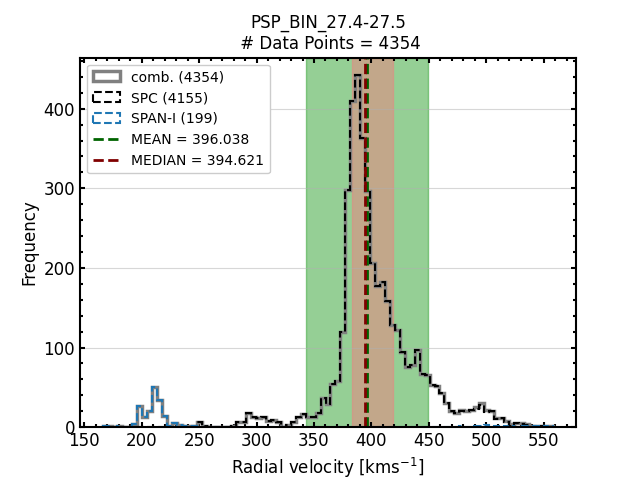 PSP_BIN_27.4-27.5
# Data Points = 4354
comb. (4354)
SPC (4155)
SPAN-I (199)
MEAN = 396.038
MEDIAN = 394.621
Frequency
400
300
200
100
0
150 200 250 300 350 400 450 500 550
Radial velocity [kms⁻¹]